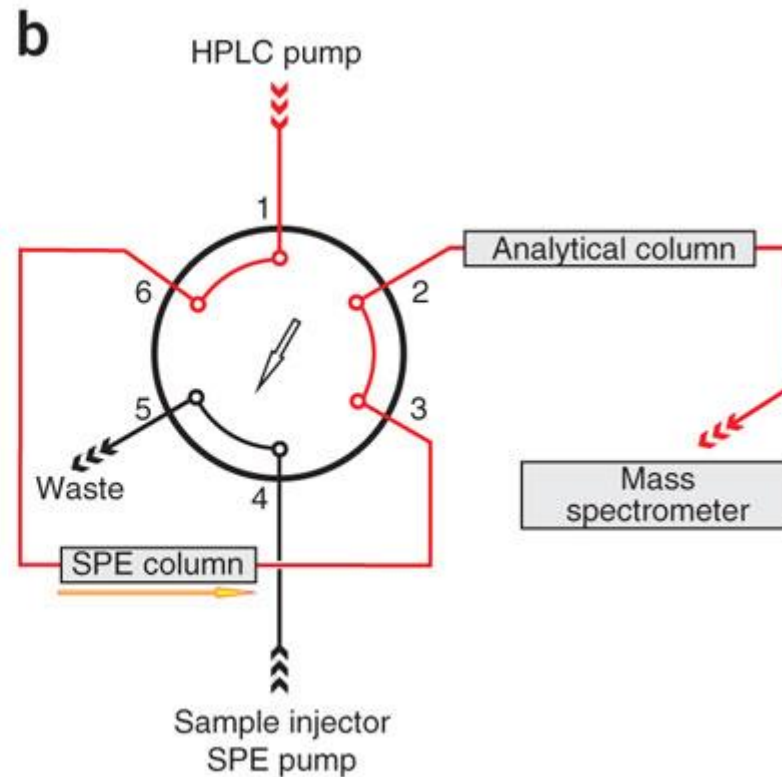 b
HPLC pump
1
6
2
Analytical column
5
3
Waste
4
Mass
spectrometer
SPE column
Sample injector
SPE pump